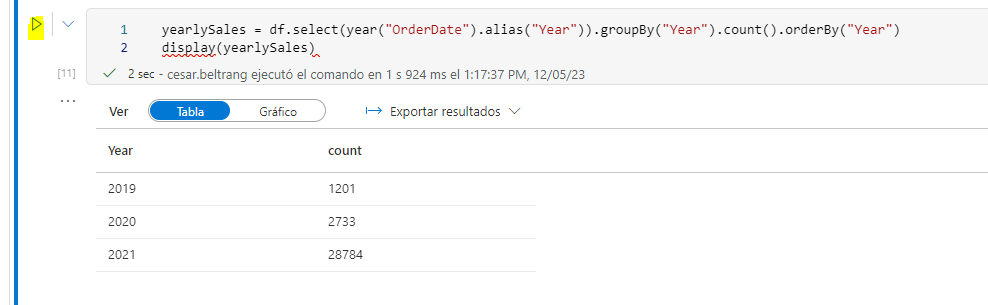 1 yearlySales = df.select(year("OrderDate").alias("Year")).groupBy("Year").count().orderBy("Year")
2 display(yearlySales)
[11] 2 sec - cesar.beltrang ejecutó el comando en 1 s 924 ms el 1:17:37 PM, 12/05/23
...
Ver Tabla Gráfico Exportar resultados
Year count
2019 1201
2020 2733
2021 28784